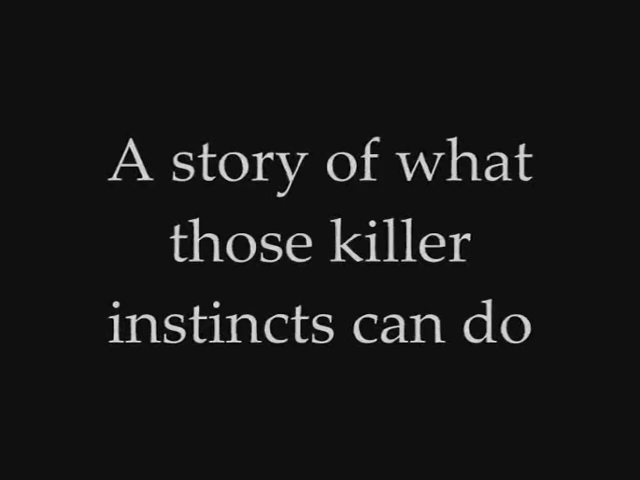 A story of what
those killer
instincts can do